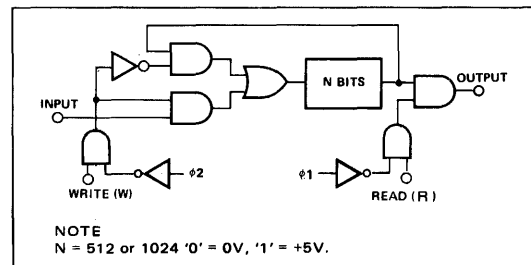 N BITS
OUTPUT
INPUT
ϕ2
ϕ1
WRITE (W)
READ (R)
NOTE
N = 512 or 1024 '0' = 0V, '1' = +5V.